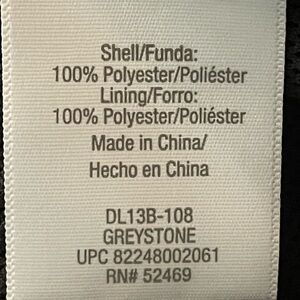 Shell/Funda:
100% Polyester/Poliéster
Lining/Forro:
100% Polyester/Poliéster
Made in China/
Hecho en China
DL13B-108
GREYSTONE
UPC 82248002061
RN# 52469